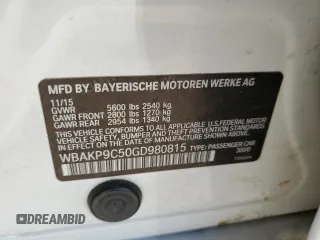 MFD BY BAYERISCHE MOTOREN WERKE AG
11/15
GVWR 5600 lbs 2540 kg
GAWR FRONT 2800 lbs 1270 kg
GAWR REAR 2954 lbs 1340 kg
THIS VEHICLE CONFORMS TO ALL APPLICABLE
U.S. FEDERAL MOTOR VEHICLE SAFETY, BUMPER AND THEFT
PREVENTION STANDARDS IN EFFECT ON THE DATE OF
MANUFACTURE SHOWN ABOVE.
WBAKP9C50GD980815 TYPE: PASSENGER CAR
DIDGRAND.COM